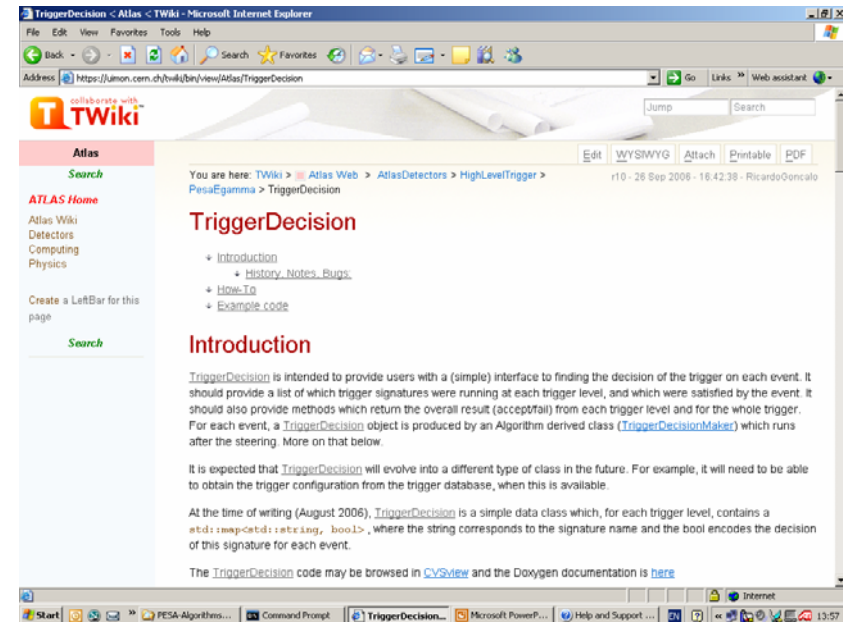 TriggerDecision < Atlas < TWiki - Microsoft Internet Explorer
File Edit View Favorites Tools Help
Back Search Favorites
Address https://uimon.cern.ch/twiki/bin/view/Atlas/TriggerDecision Go Links » Web assistant
collaborate with
TWiki
Jump Search
Atlas
Edit WYSIWYG Attach Printable PDF
Search
You are here: TWiki > Atlas Web > AtlasDetectors > HighLevelTrigger >
PesaEgamma > TriggerDecision
r10 - 26 Sep 2006 - 16:42:38 - RicardoGoncalo
ATLAS Home
Atlas Wiki
Detectors
Computing
Physics
Create a LeftBar for this
page
Search
TriggerDecision
Introduction
History, Notes, Bugs:
How-To
Example code
Introduction
TriggerDecision is intended to provide users with a (simple) interface to finding the decision of the trigger on each event. It
should provide a list of which trigger signatures were running at each trigger level, and which were satisfied by the event. It
should also provide methods which return the overall result (accept/fail) from each trigger level and for the whole trigger.
For each event, a TriggerDecision object is produced by an Algorithm derived class (TriggerDecisionMaker) which runs
after the steering. More on that below.
It is expected that TriggerDecision will evolve into a different type of class in the future. For example, it will need to be able
to obtain the trigger configuration from the trigger database, when this is available.
At the time of writing (August 2006), TriggerDecision is a simple data class which, for each trigger level, contains a
std::map<std::string, bool>, where the string corresponds to the signature name and the bool encodes the decision
of this signature for each event.
The TriggerDecision code may be browsed in CVSview and the Doxygen documentation is here
Internet
Start » PESA-Algorithms... Command Prompt TriggerDecision... Microsoft PowerP... Help and Support ... « 13:57